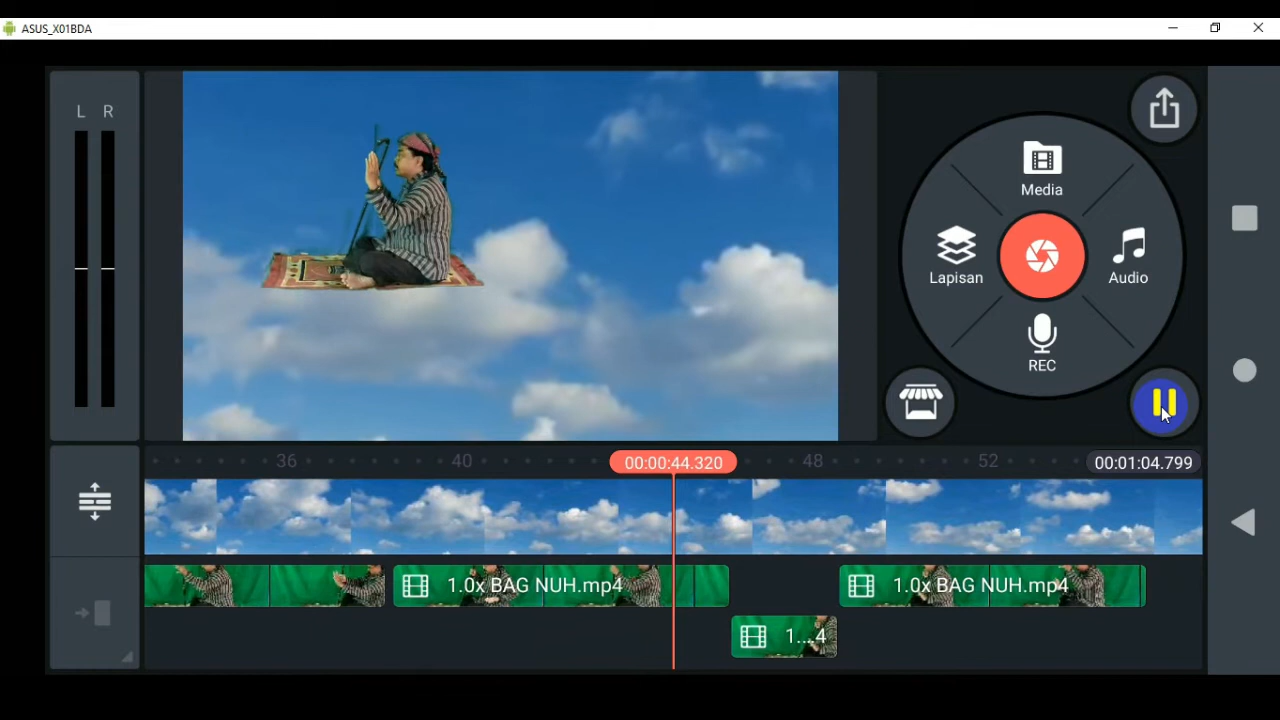 ASUS_X01BDA
L R
Media
Lapisan
Audio
REC
36
40
00:00:44.320
48
52
00:01:04.799
1.0x BAG NUH.mp4
1.0x BAG NUH.mp4
1...4